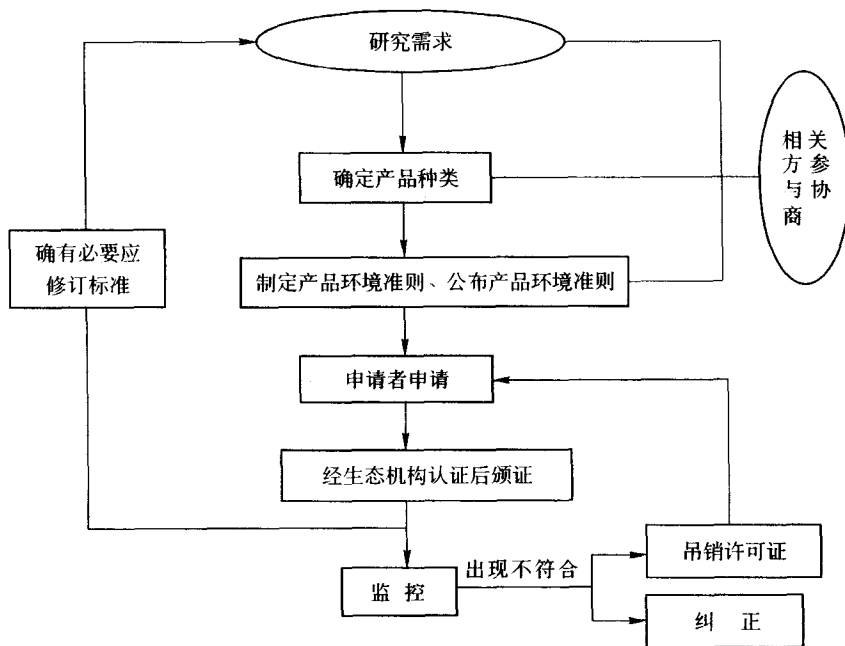 研究需求
确定产品种类
相关
方参
与协
商
确有必要应
修订标准
制定产品环境准则、公布产品环境准则
申请者申请
经生态机构认证后颁证
监控
出现不符合
吊销许可证
纠正